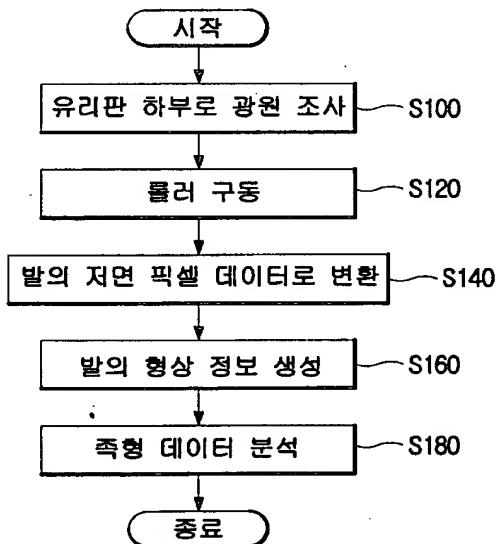 시작
유리판 하부로 광원 조사
S100
롤러 구동
S120
발의 저면 픽셀 데이터로 변환
S140
발의 형상 정보 생성
S160
족형 데이터 분석
S180
종료